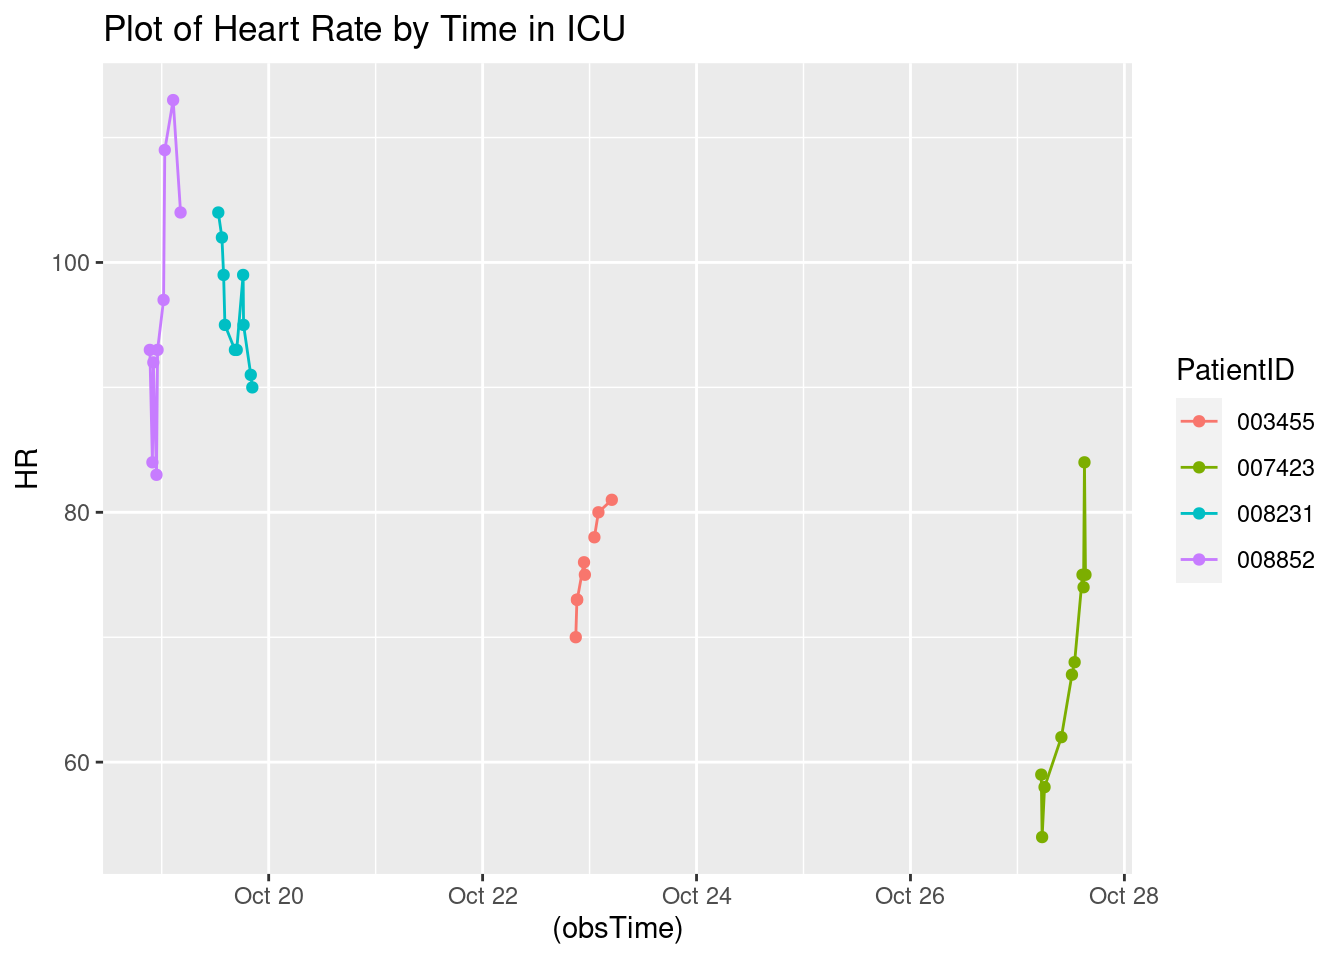 Plot of Heart Rate by Time in ICU
HR
100
80
60
Oct 20
Oct 22
Oct 24
Oct 26
Oct 28
(obsTime)
PatientID
003455
007423
008231
008852